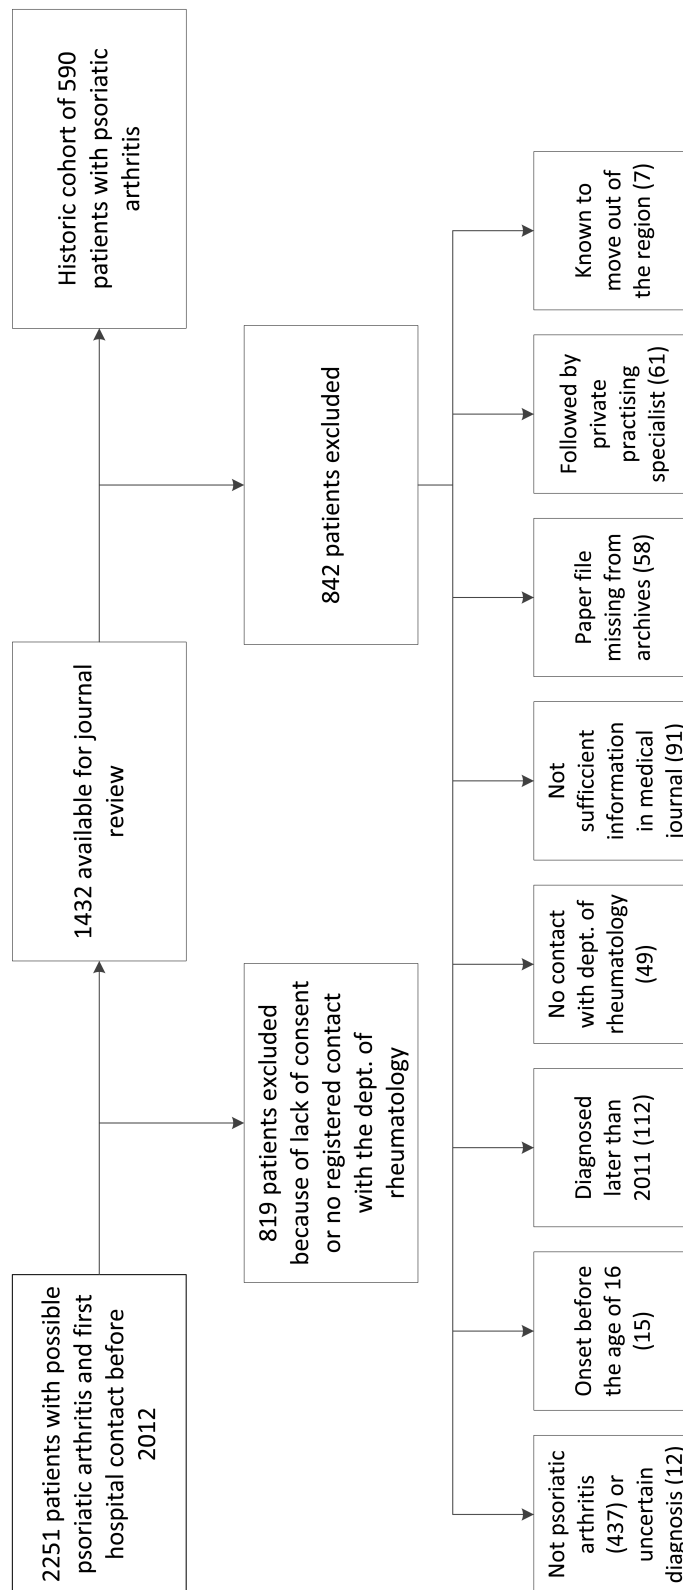 2251 patients with possible
psoriatic arthritis and first
hospital contact before
2012
1432 available for journal
review
Historic cohort of 590
patients with psoriatic
arthritis
819 patients excluded
because of lack of consent
or no registered contact
with the dept. of
rheumatology
842 patients excluded
Not psoriatic
arthritis
(437) or
uncertain
diagnosis (12)
Onset before
the age of 16
(15)
Diagnosed
later than
2011 (112)
No contact
with dept. of
rheumatology
(49)
Not
sufficcient
information
in medical
journal (91)
Paper file
missing from
archives (58)
Followed by
private
practising
specialist (61)
Known to
move out of
the region (7)